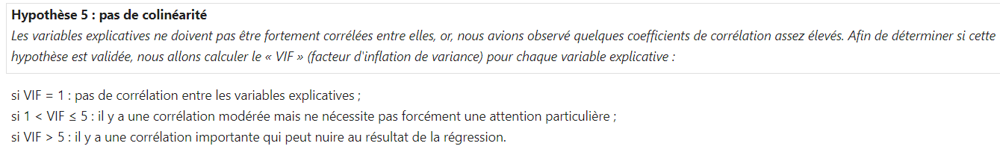 Hypothèse 5 : pas de colinéarité
Les variables explicatives ne doivent pas être fortement corrélées entre elles, or, nous avions observé quelques coefficients de corrélation assez élevés. Afin de déterminer si cette
hypothèse est validée, nous allons calculer le « VIF » (facteur d'inflation de variance) pour chaque variable explicative :
si VIF = 1 : pas de corrélation entre les variables explicatives ;
si 1 < VIF ≤ 5 : il y a une corrélation modérée mais ne nécessite pas forcément une attention particulière ;
si VIF > 5 : il y a une corrélation importante qui peut nuire au résultat de la régression.